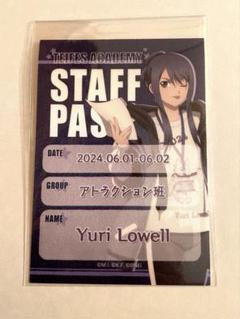 TEIFES ACADEMY
STAFF
PASS
DATE
2024.06.01-06.02
GROUP
アトラクション班
NAME
Yuri Lowell